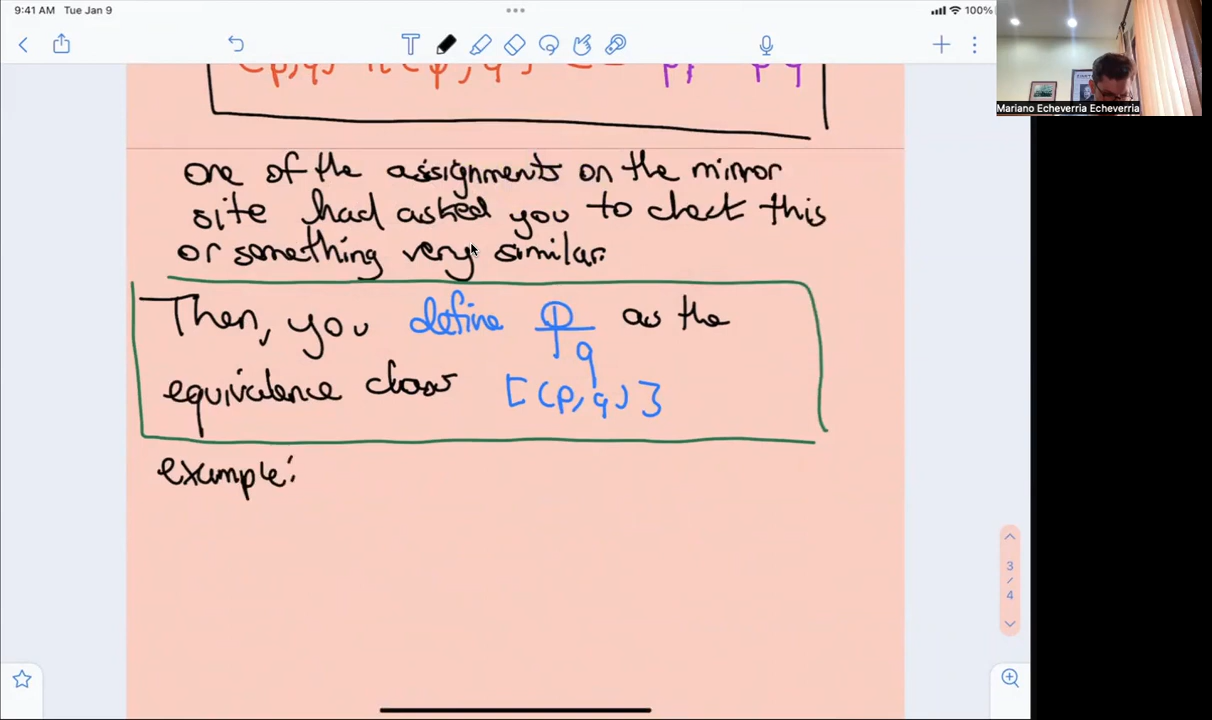 9:41 AM Tue Jan 9
100%
Mariano Echeverria Echeverria
one of the assignments on the mirror
site had asked you to check this
or something very similar.
Then, you define p/q as the
equivalence class [(p,q)]
example:
3
/
4